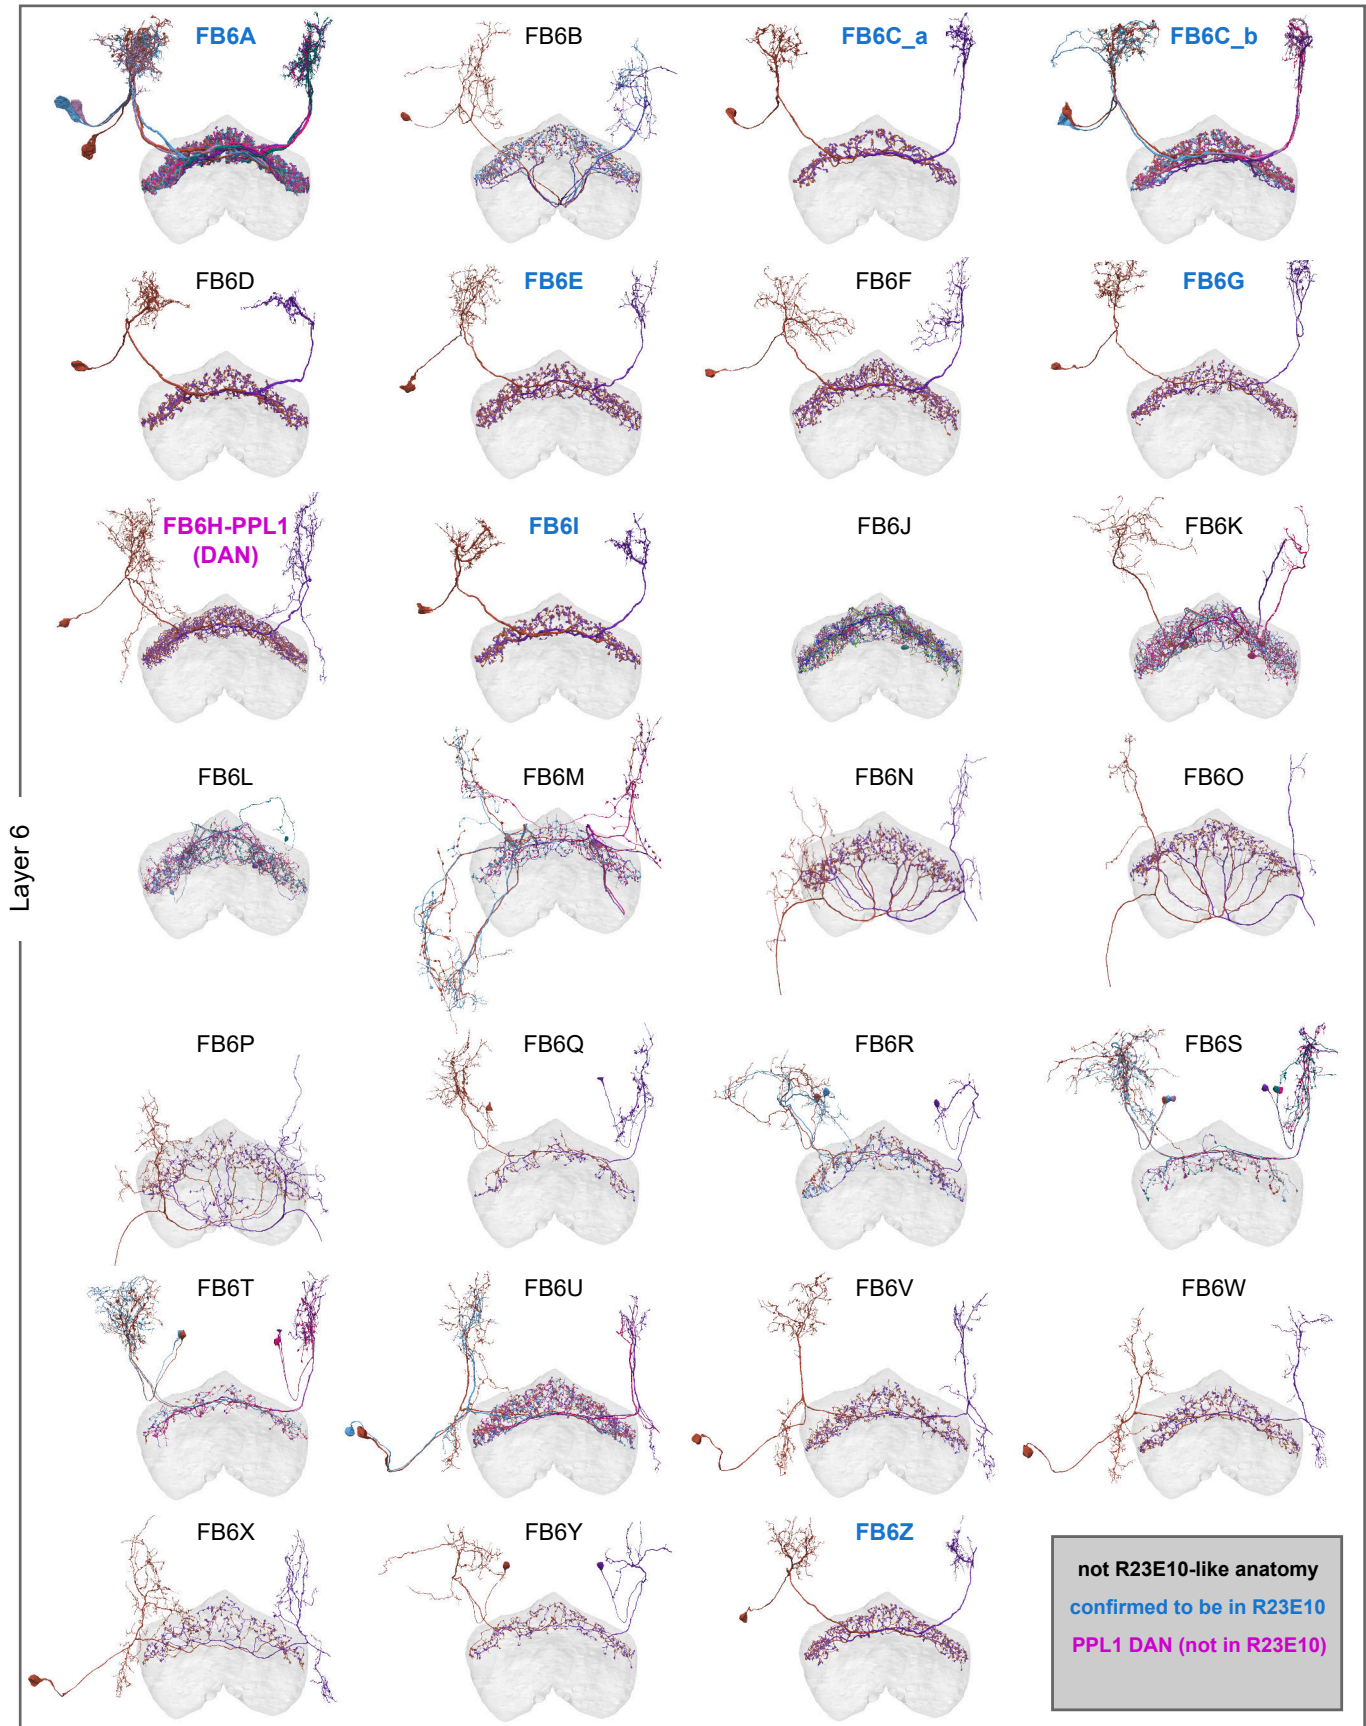 FB6A
FB6B
FB6C_a
FB6C_b
FB6D
FB6E
FB6F
FB6G
FB6H-PPL1
(DAN)
FB6I
FB6J
FB6K
Layer 6
FB6L
FB6M
FB6N
FB6O
FB6P
FB6Q
FB6R
FB6S
FB6T
FB6U
FB6V
FB6W
FB6X
FB6Y
FB6Z
not R23E10-like anatomy
confirmed to be in R23E10
PPL1 DAN (not in R23E10)